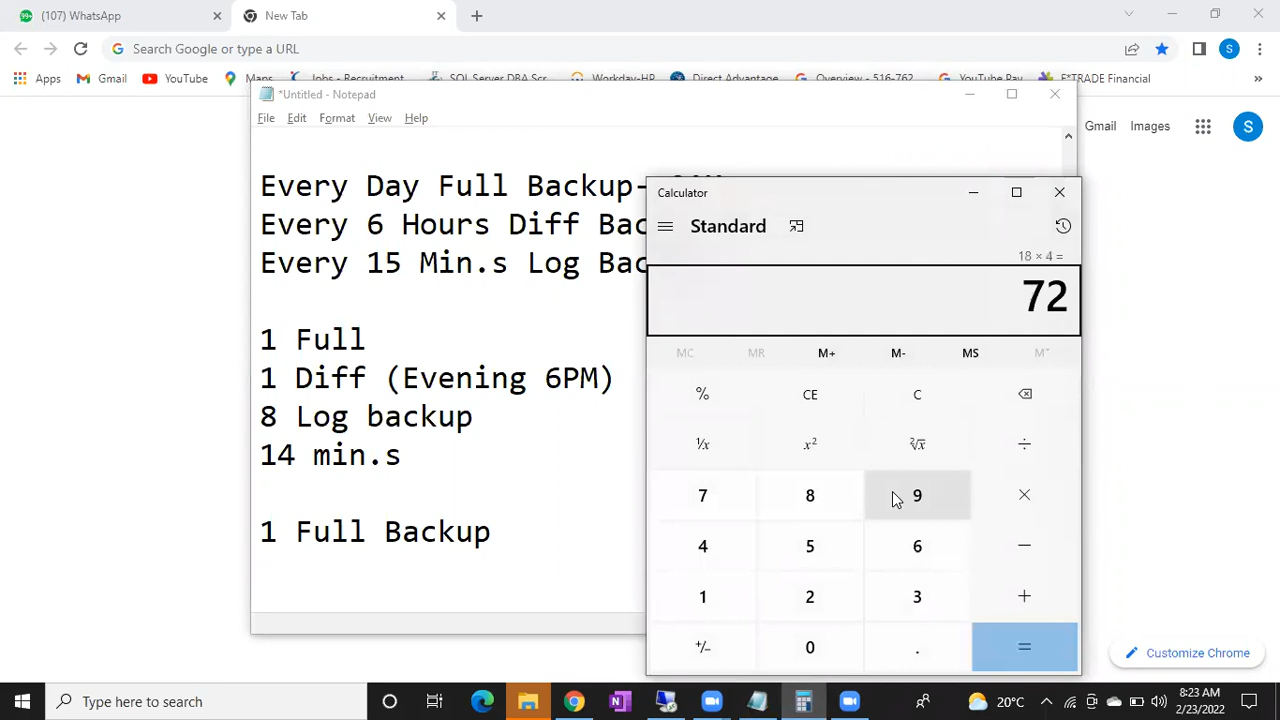 99+
(107) WhatsApp
New Tab
Search Google or type a URL
Apps
Gmail
YouTube
Maps
Jobs - Recruitment
SQL Server DBA Scr
Workday-HP
Direct Advantage
Overview - 516-762
YouTube Pay
E*TRADE Financial
»
*Untitled - Notepad
File Edit Format View Help
Gmail Images
S
S
Every Day Full Backup-
Every 6 Hours Diff Bac
Every 15 Min.s Log Bac
1 Full
1 Diff (Evening 6PM)
8 Log backup
14 min.s
1 Full Backup
Calculator
Standard
18 × 4 =
72
MC MR M+ M- MS M˅
% CE C
¹/x x² ²√x ÷
7 8 9 ×
4 5 6 −
1 2 3 +
+/− 0 . =
Customize Chrome
Type here to search
20°C
8:23 AM
2/23/2022